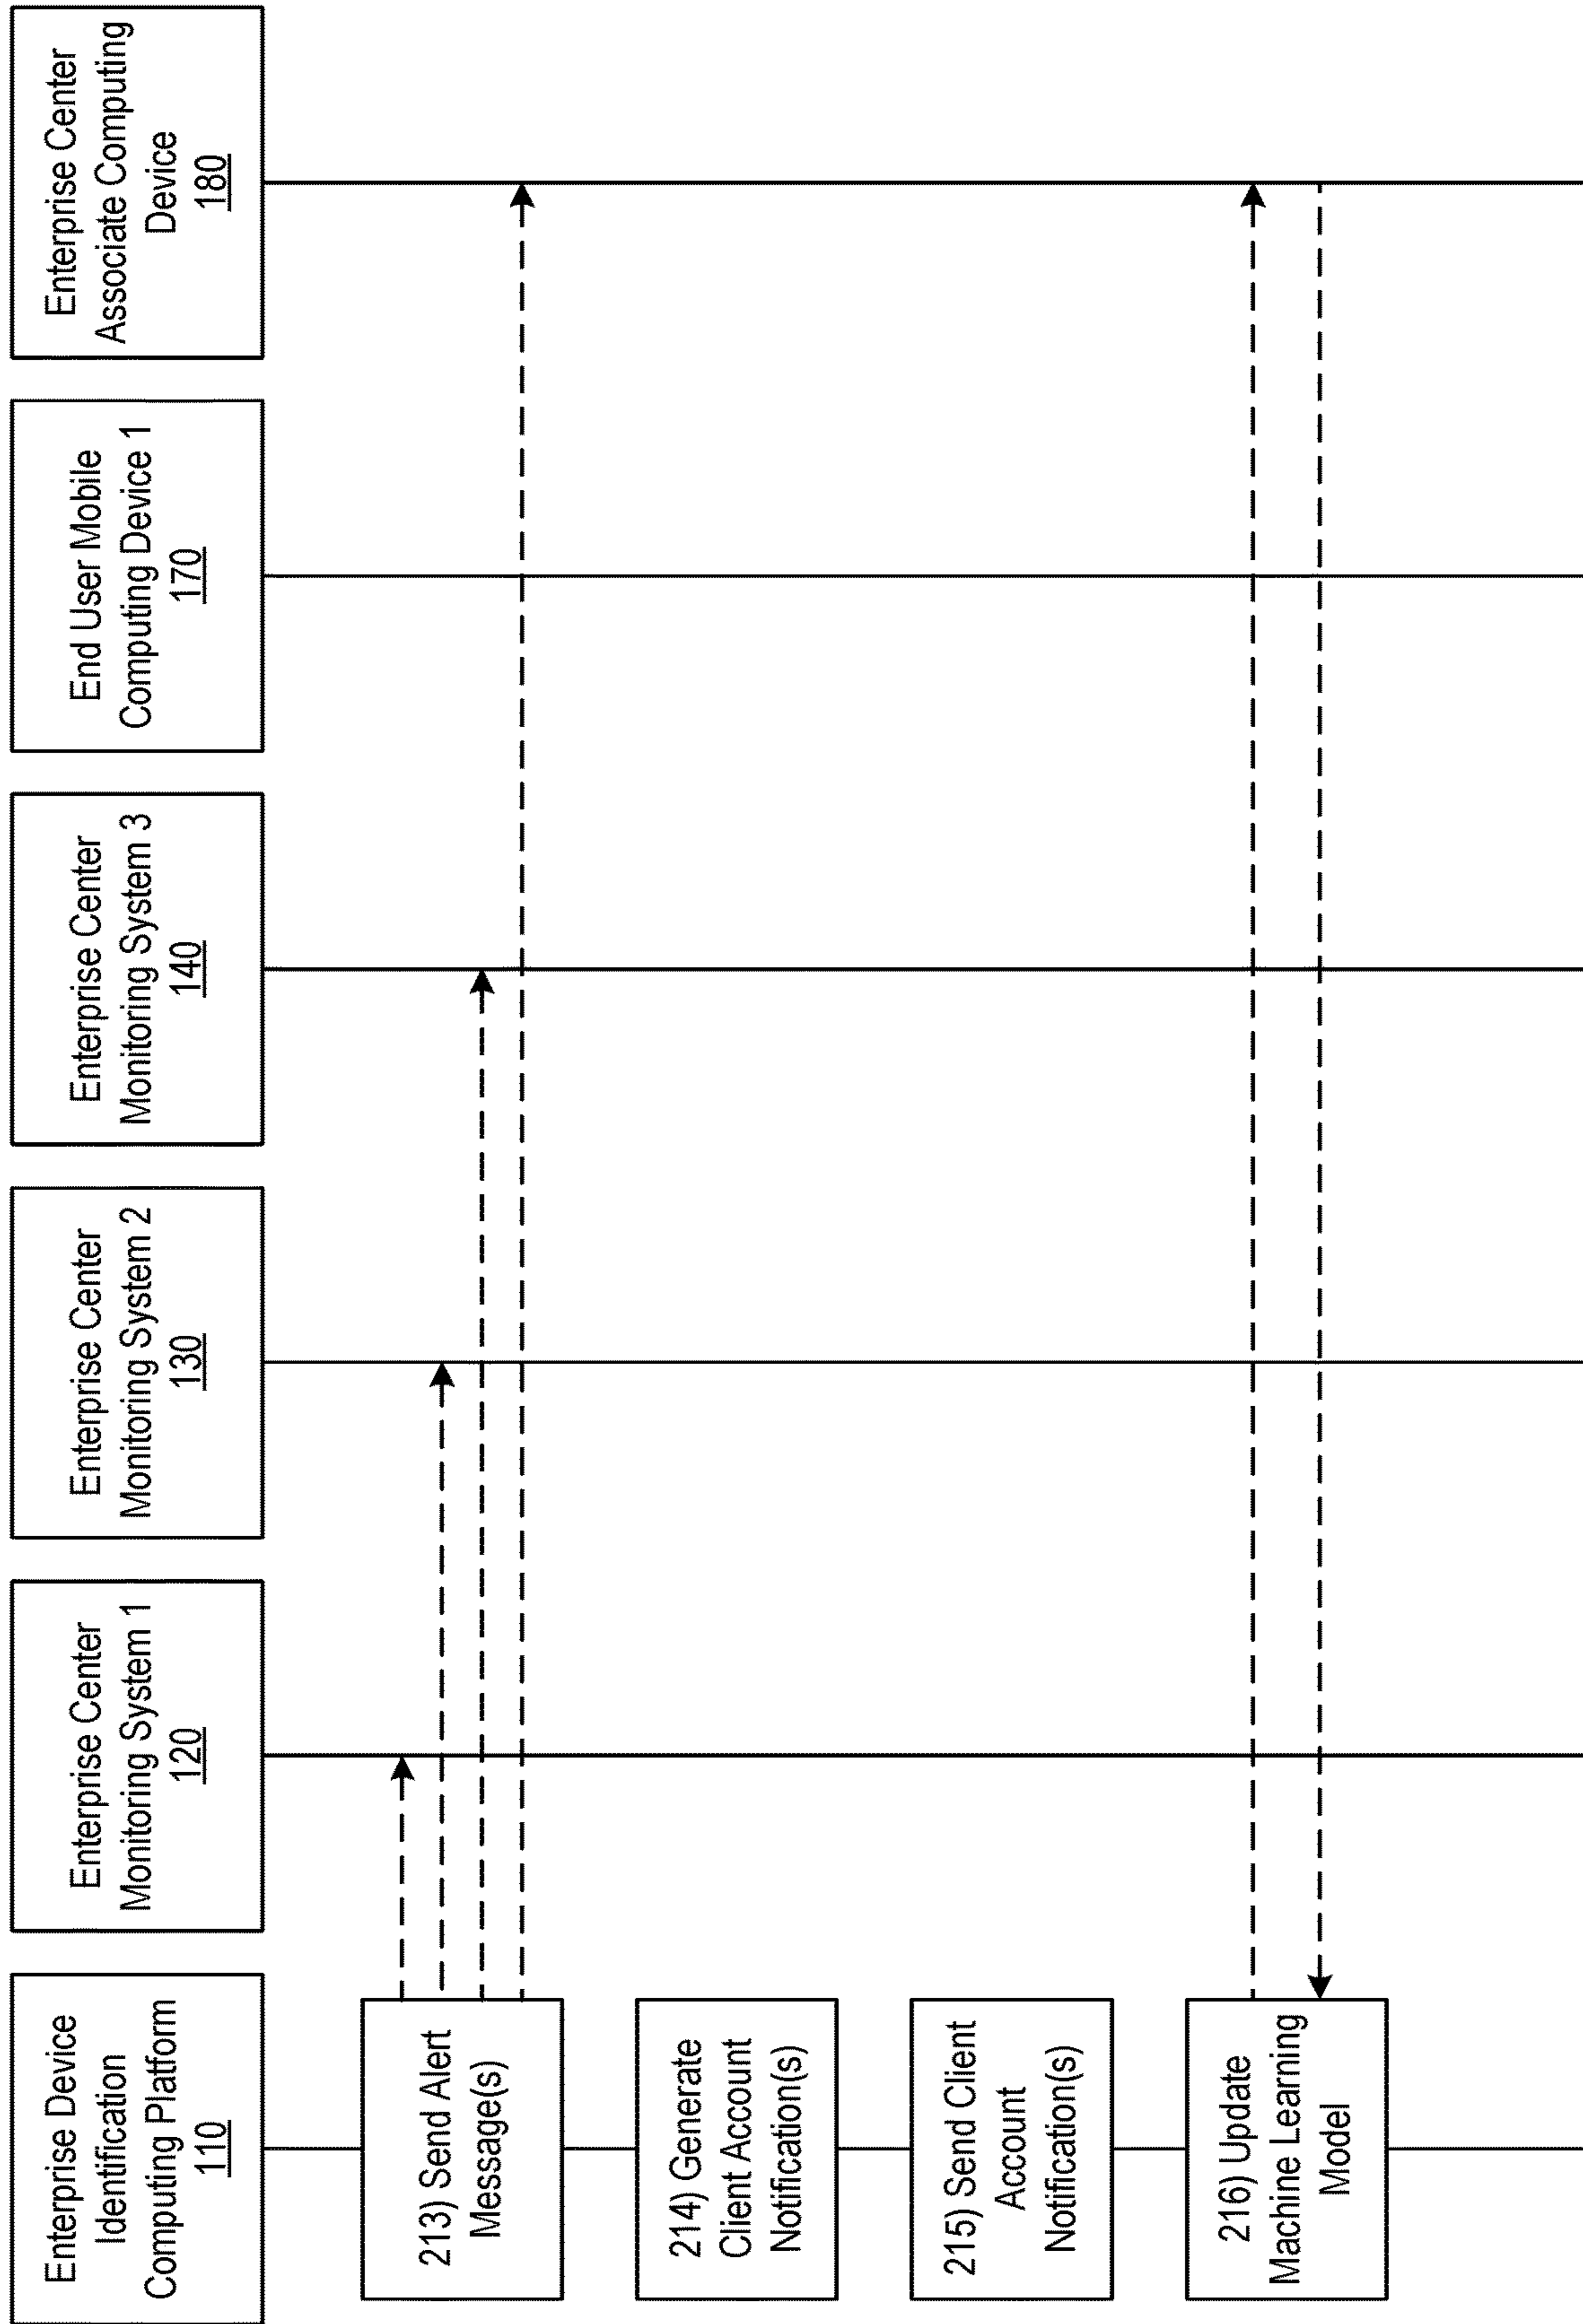 Enterprise Device
Identification
Computing Platform
110
Enterprise Center
Monitoring System 1
120
Enterprise Center
Monitoring System 2
130
Enterprise Center
Monitoring System 3
140
End User Mobile
Computing Device 1
170
Enterprise Center
Associate Computing
Device
180
213) Send Alert
Message(s)
214) Generate
Client Account
Notification(s)
215) Send Client
Account
Notification(s)
216) Update
Machine Learning
Model